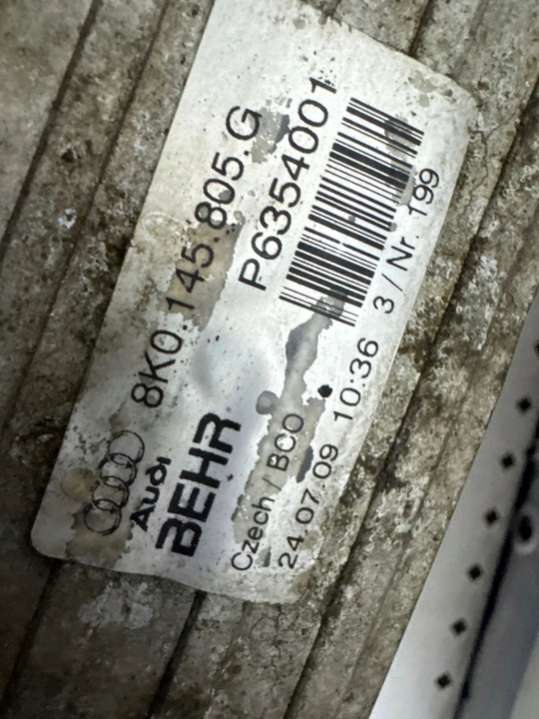 8K0.145.805.G
P6354001
Audi
BEHR
Czech / BCO
24.07.09 10:36 3 / Nr. 199